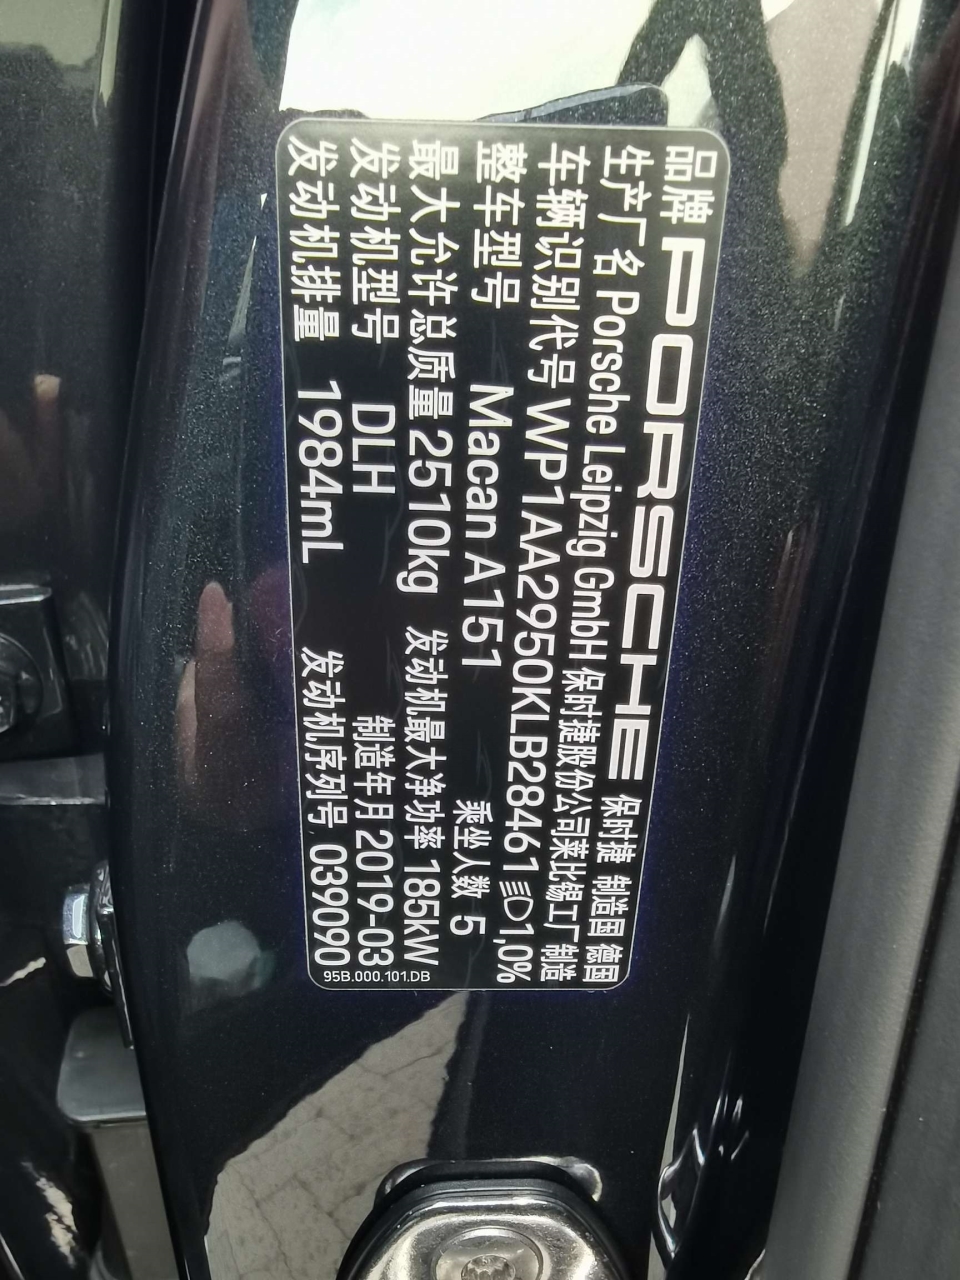 品牌 PORSCHE 保时捷 制造国 德国
生产厂名 Porsche Leipzig GmbH 保时捷股份公司莱比锡工厂 制造
车辆识别代号 WP1AA2950KLB28461 1,0%
整车型号 Macan A151 乘坐人数 5
最大允许总质量 2510kg 发动机最大净功率 185kW
发动机型号 DLH 制造年月 2019-03
发动机排量 1984mL 发动机序列号 039090
95B.000.101.DB